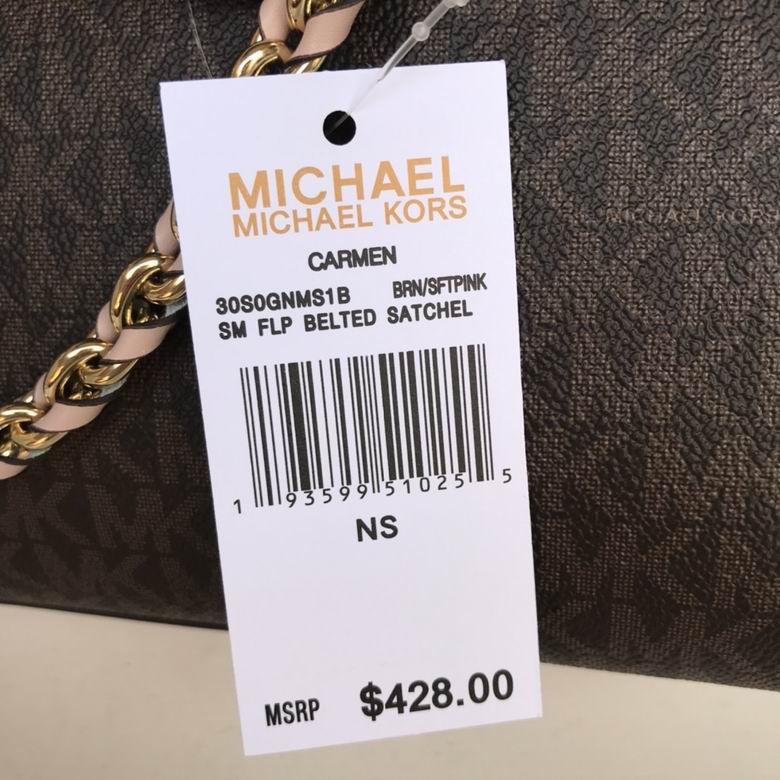 MICHAEL
MICHAEL KORS
CARMEN
30S0GNMS1B BRN/SFTPINK
SM FLP BELTED SATCHEL
1 93599 51025 5
NS
MSRP $428.00
MICHAEL KORS